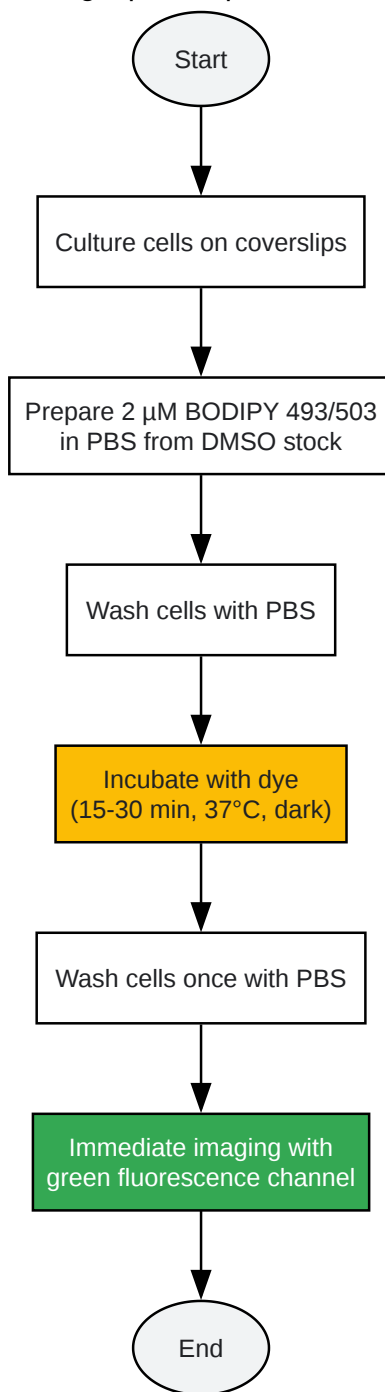 Start
Culture cells on coverslips
Prepare 2 µM BODIPY 493/503
in PBS from DMSO stock
Wash cells with PBS
Incubate with dye
(15-30 min, 37°C, dark)
Wash cells once with PBS
Immediate imaging with
green fluorescence channel
End